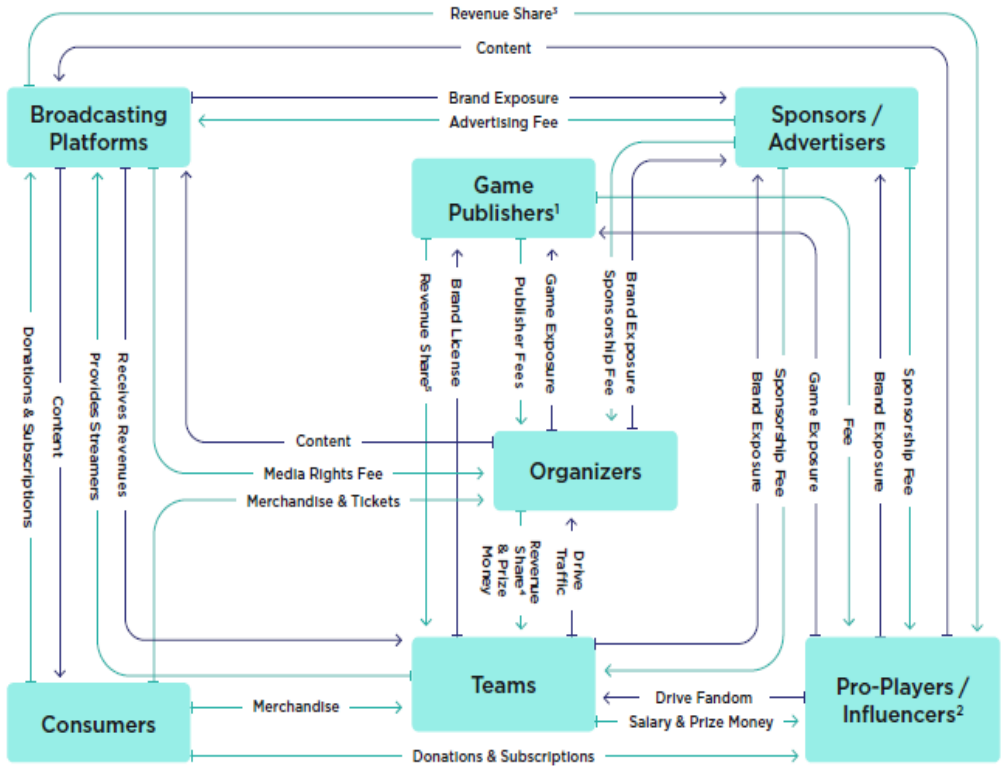 Revenue Share³
Content
Broadcasting
Platforms
Brand Exposure
Advertising Fee
Sponsors /
Advertisers
Game
Publishers¹
Revenue Share⁵
Brand License
Publisher Fees
Game Exposure
Sponsorship Fee
Brand Exposure
Donations & Subscriptions
Content
Provides Streamers
Receives Revenues
Brand Exposure
Sponsorship Fee
Game Exposure
Fee
Brand Exposure
Sponsorship Fee
Content
Media Rights Fee
Merchandise & Tickets
Organizers
Revenue
Share⁴
& Prize
Money
Drive
Traffic
Consumers
Merchandise
Teams
Drive Fandom
Salary & Prize Money
Pro-Players /
Influencers²
Donations & Subscriptions